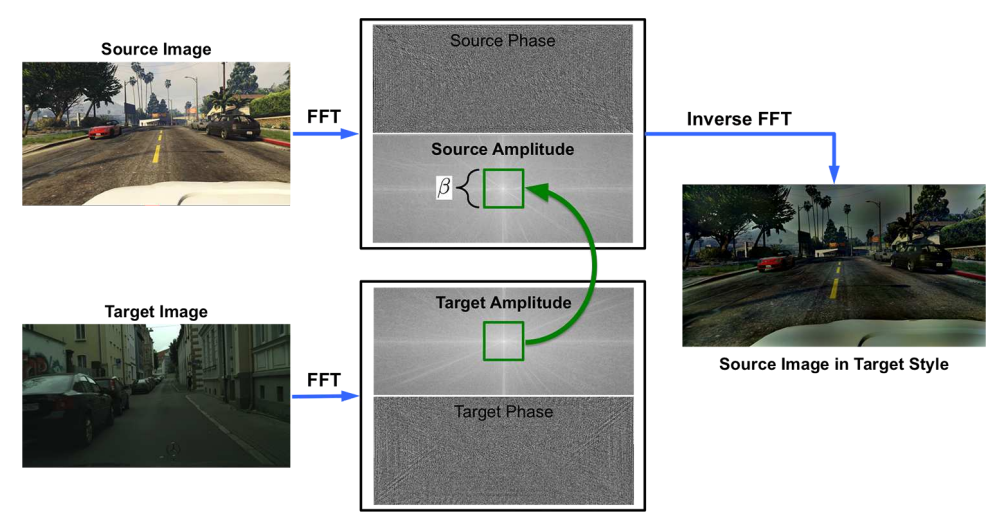 Source Image
FFT
Source Phase
Source Amplitude
β
Inverse FFT
Target Image
FFT
Target Amplitude
Target Phase
Source Image in Target Style